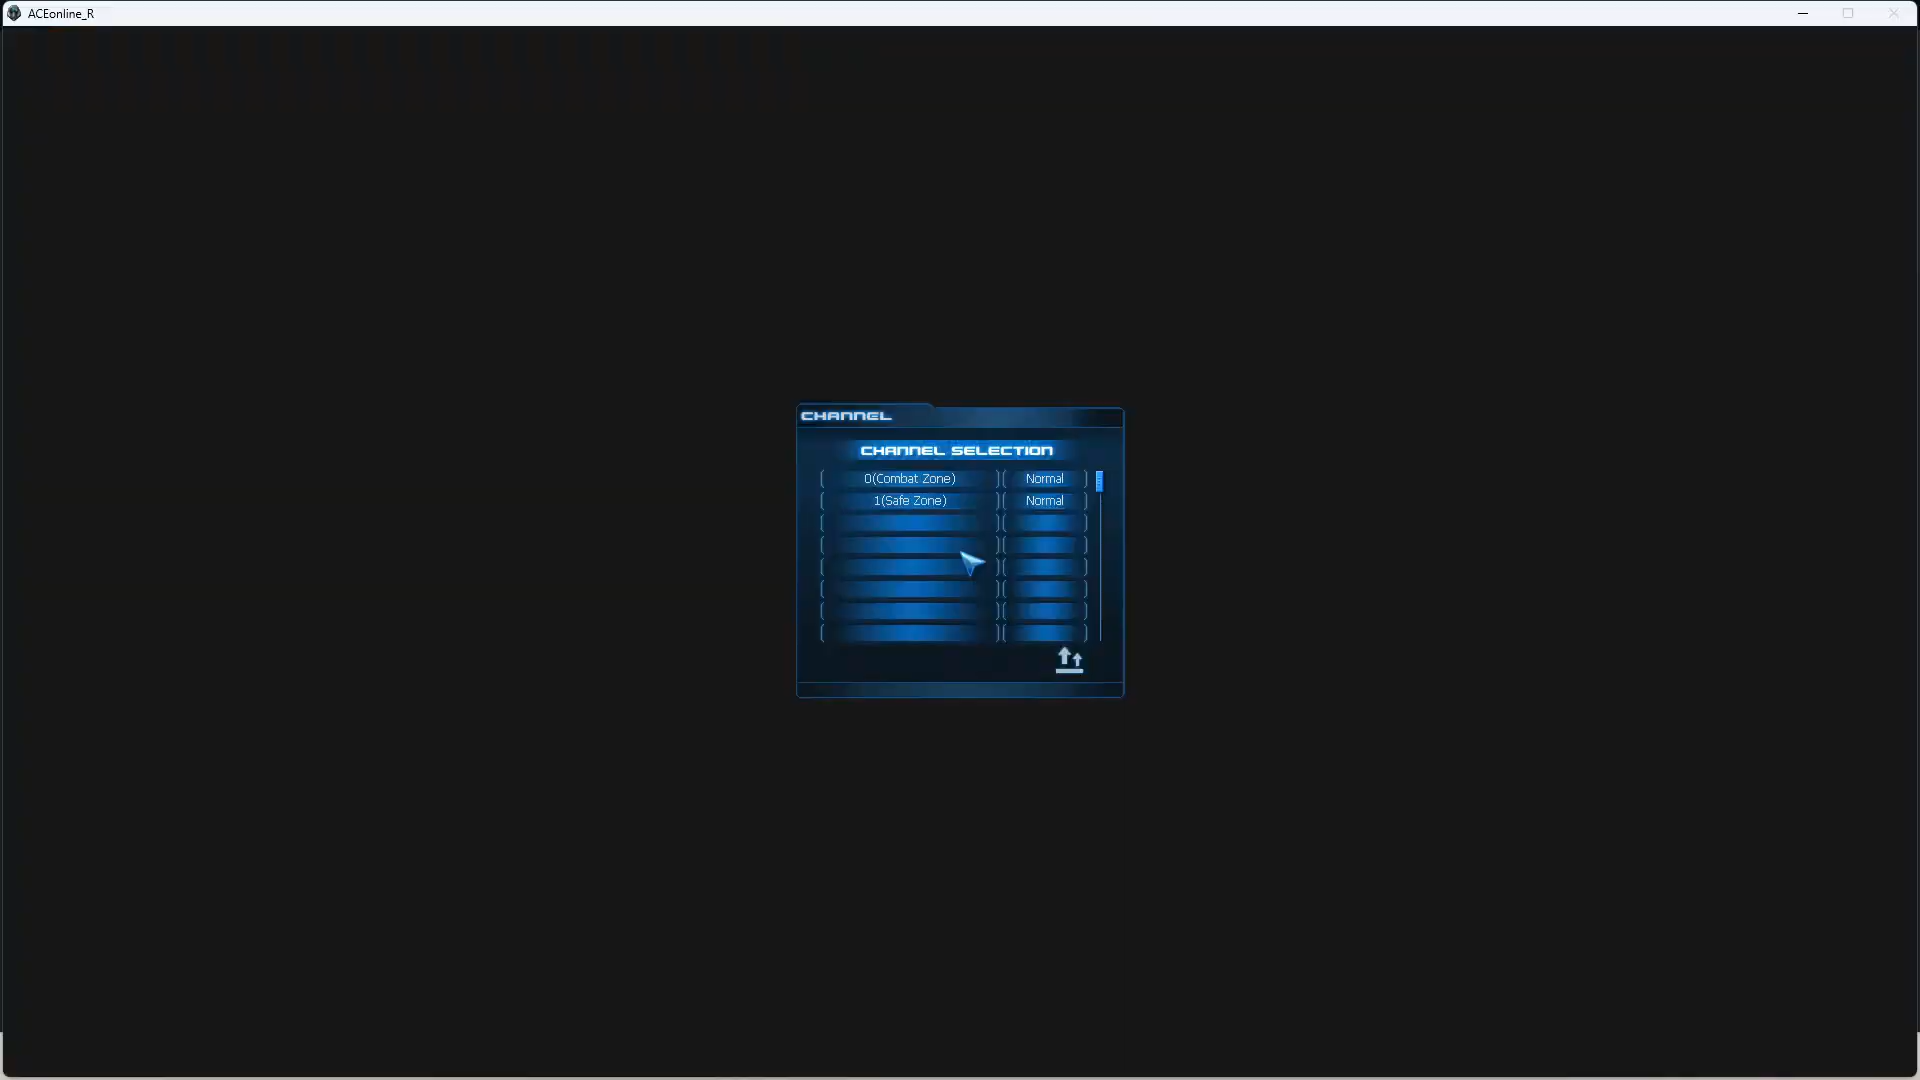 ACEonline_R
CHANNEL
CHANNEL SELECTION
0(Combat Zone) Normal
1(Safe Zone) Normal